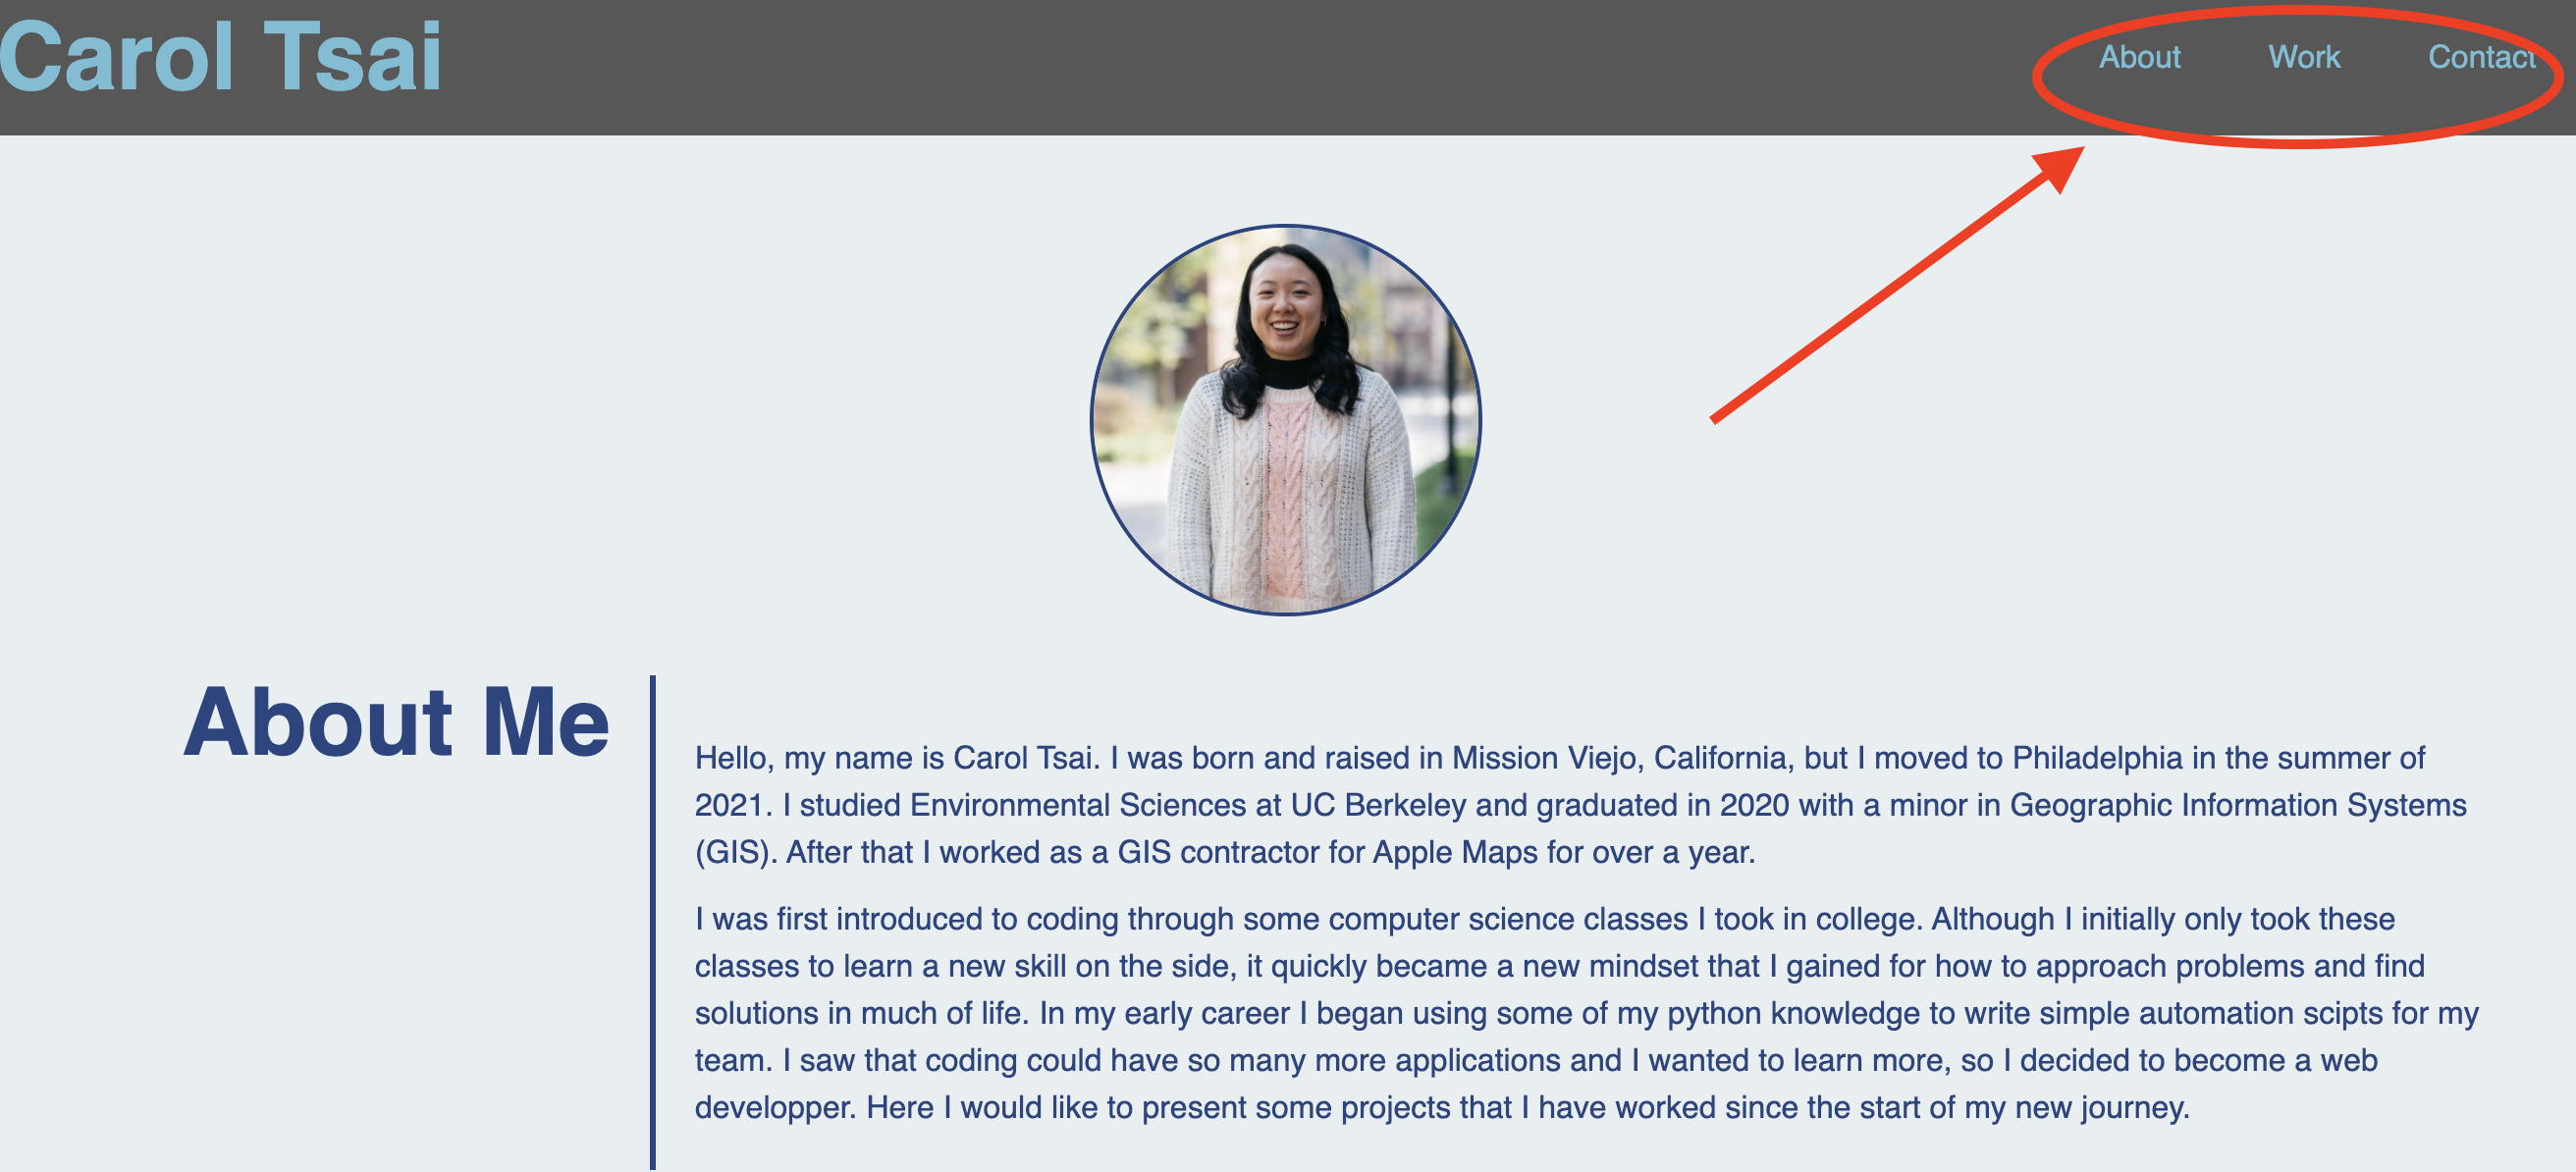 Carol Tsai
About Work Contact
About Me
Hello, my name is Carol Tsai. I was born and raised in Mission Viejo, California, but I moved to Philadelphia in the summer of
2021. I studied Environmental Sciences at UC Berkeley and graduated in 2020 with a minor in Geographic Information Systems
(GIS). After that I worked as a GIS contractor for Apple Maps for over a year.
I was first introduced to coding through some computer science classes I took in college. Although I initially only took these
classes to learn a new skill on the side, it quickly became a new mindset that I gained for how to approach problems and find
solutions in much of life. In my early career I began using some of my python knowledge to write simple automation scipts for my
team. I saw that coding could have so many more applications and I wanted to learn more, so I decided to become a web
developper. Here I would like to present some projects that I have worked since the start of my new journey.